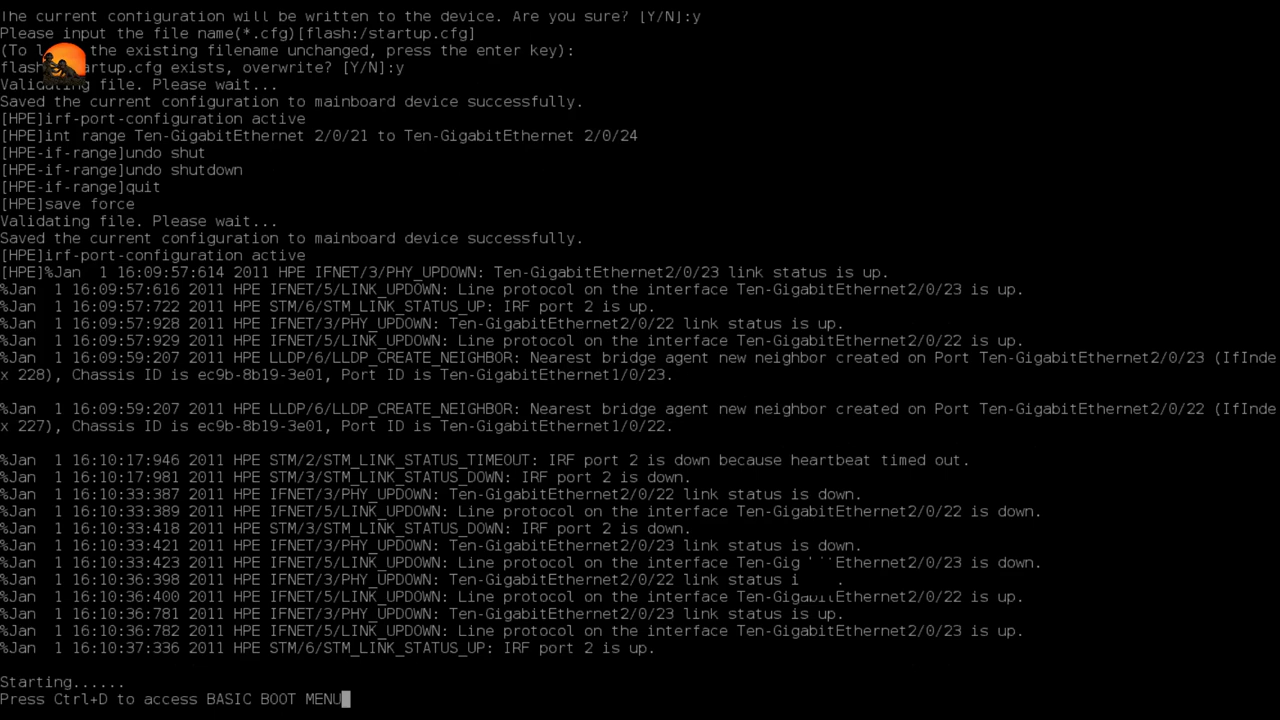 The current configuration will be written to the device. Are you sure? [Y/N]:y
Please input the file name(*.cfg)[flash:/startup.cfg]
(To l the existing filename unchanged, press the enter key):
flash artup.cfg exists, overwrite? [Y/N]:y
Validating file. Please wait...
Saved the current configuration to mainboard device successfully.
[HPE]irf-port-configuration active
[HPE]int range Ten-GigabitEthernet 2/0/21 to Ten-GigabitEthernet 2/0/24
[HPE-if-range]undo shut
[HPE-if-range]undo shutdown
[HPE-if-range]quit
[HPE]save force
Validating file. Please wait...
Saved the current configuration to mainboard device successfully.
[HPE]irf-port-configuration active
[HPE]%Jan  1 16:09:57:614 2011 HPE IFNET/3/PHY_UPDOWN: Ten-GigabitEthernet2/0/23 link status is up.
%Jan  1 16:09:57:616 2011 HPE IFNET/5/LINK_UPDOWN: Line protocol on the interface Ten-GigabitEthernet2/0/23 is up.
%Jan  1 16:09:57:722 2011 HPE STM/6/STM_LINK_STATUS_UP: IRF port 2 is up.
%Jan  1 16:09:57:928 2011 HPE IFNET/3/PHY_UPDOWN: Ten-GigabitEthernet2/0/22 link status is up.
%Jan  1 16:09:57:929 2011 HPE IFNET/5/LINK_UPDOWN: Line protocol on the interface Ten-GigabitEthernet2/0/22 is up.
%Jan  1 16:09:59:207 2011 HPE LLDP/6/LLDP_CREATE_NEIGHBOR: Nearest bridge agent new neighbor created on Port Ten-GigabitEthernet2/0/23 (IfInde
x 228), Chassis ID is ec9b-8b19-3e01, Port ID is Ten-GigabitEthernet1/0/23.
%Jan  1 16:09:59:207 2011 HPE LLDP/6/LLDP_CREATE_NEIGHBOR: Nearest bridge agent new neighbor created on Port Ten-GigabitEthernet2/0/22 (IfInde
x 227), Chassis ID is ec9b-8b19-3e01, Port ID is Ten-GigabitEthernet1/0/22.
%Jan  1 16:10:17:946 2011 HPE STM/2/STM_LINK_STATUS_TIMEOUT: IRF port 2 is down because heartbeat timed out.
%Jan  1 16:10:17:981 2011 HPE STM/3/STM_LINK_STATUS_DOWN: IRF port 2 is down.
%Jan  1 16:10:33:387 2011 HPE IFNET/3/PHY_UPDOWN: Ten-GigabitEthernet2/0/22 link status is down.
%Jan  1 16:10:33:389 2011 HPE IFNET/5/LINK_UPDOWN: Line protocol on the interface Ten-GigabitEthernet2/0/22 is down.
%Jan  1 16:10:33:418 2011 HPE STM/3/STM_LINK_STATUS_DOWN: IRF port 2 is down.
%Jan  1 16:10:33:421 2011 HPE IFNET/3/PHY_UPDOWN: Ten-GigabitEthernet2/0/23 link status is down.
%Jan  1 16:10:33:423 2011 HPE IFNET/5/LINK_UPDOWN: Line protocol on the interface Ten-Gig Ethernet2/0/23 is down.
%Jan  1 16:10:36:398 2011 HPE IFNET/3/PHY_UPDOWN: Ten-GigabitEthernet2/0/22 link status i .
%Jan  1 16:10:36:400 2011 HPE IFNET/5/LINK_UPDOWN: Line protocol on the interface Ten-GigabitEthernet2/0/22 is up.
%Jan  1 16:10:36:781 2011 HPE IFNET/3/PHY_UPDOWN: Ten-GigabitEthernet2/0/23 link status is up.
%Jan  1 16:10:36:782 2011 HPE IFNET/5/LINK_UPDOWN: Line protocol on the interface Ten-GigabitEthernet2/0/23 is up.
%Jan  1 16:10:37:336 2011 HPE STM/6/STM_LINK_STATUS_UP: IRF port 2 is up.
Starting......
Press Ctrl+D to access BASIC BOOT MENU